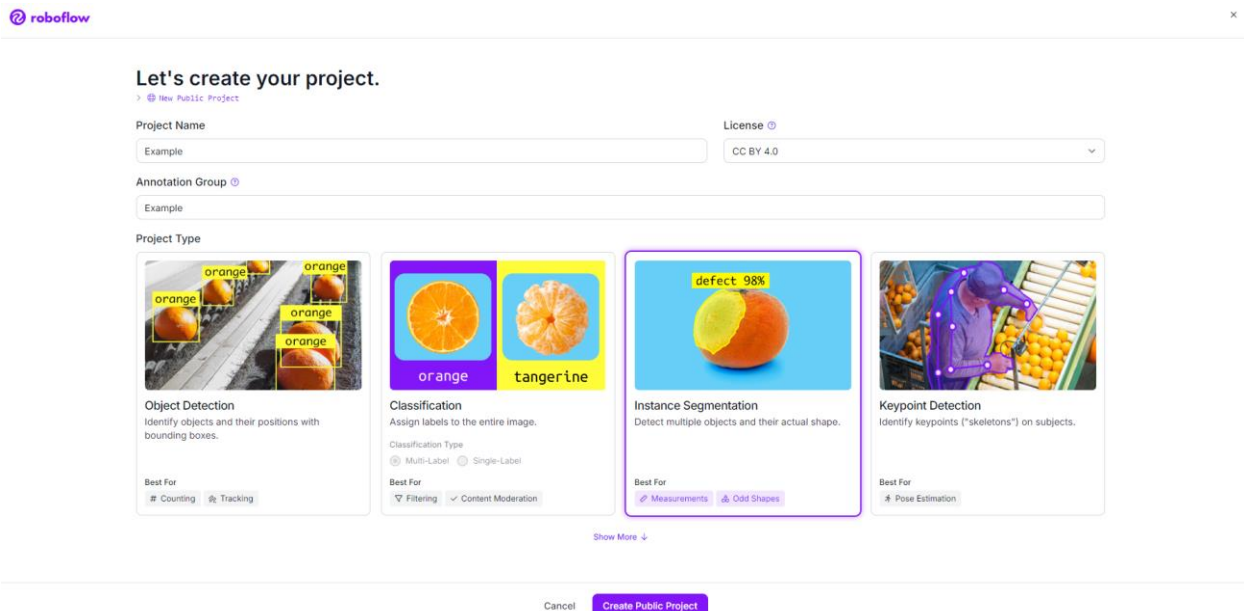 roboflow
×
Let's create your project.
> New Public Project
Project Name
License
Example
CC BY 4.0
Annotation Group
Example
Project Type
orange
orange
orange
orange
orange
orange
tangerine
defect 98%
Object Detection
Identify objects and their positions with
bounding boxes.
Best For
# Counting
Tracking
Classification
Assign labels to the entire image.
Classification Type
Multi-Label
Single-Label
Best For
Filtering
Content Moderation
Instance Segmentation
Detect multiple objects and their actual shape.
Best For
Measurements
Odd Shapes
Keypoint Detection
Identify keypoints ("skeletons") on subjects.
Best For
Pose Estimation
Show More ↓
Cancel
Create Public Project